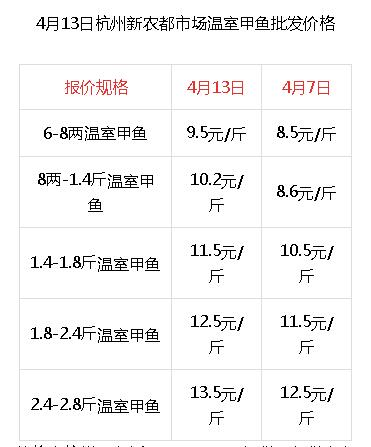 4月13日杭州新农都市场温室甲鱼批发价格
报价规格 4月13日 4月7日
6-8两温室甲鱼 9.5元/斤 8.5元/斤
8两-1.4斤温室甲
鱼
10.2元/
斤
8.6元/斤
1.4-1.8斤温室甲鱼
11.5元/
斤
10.5元/
斤
1.8-2.4斤温室甲鱼
12.5元/
斤
11.5元/
斤
2.4-2.8斤温室甲鱼
13.5元/
斤
12.5元/
斤